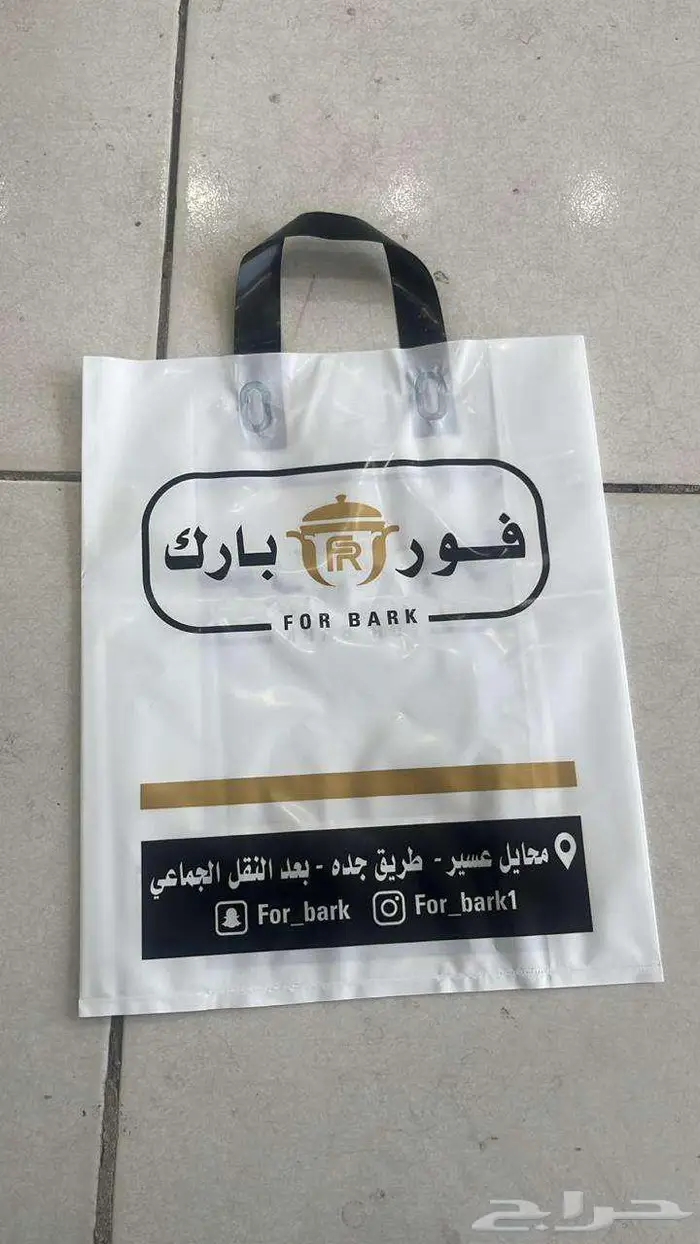 فور FR بارك
FOR BARK
محايل عسير - طريق جده - بعد النقل الجماعي
For_bark For_bark1
حراج